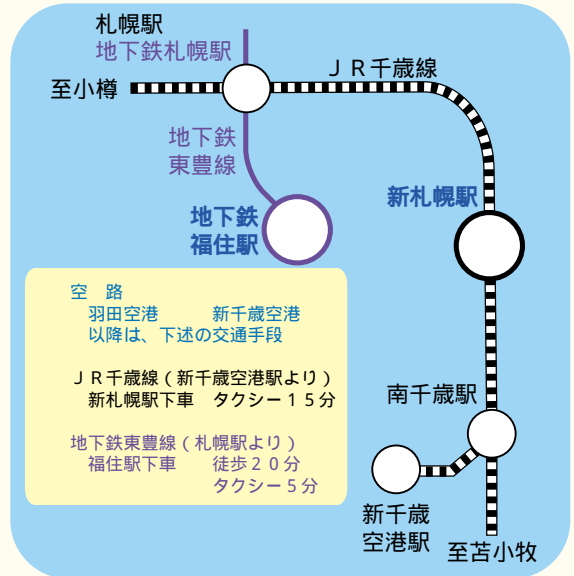 札幌駅
地下鉄札幌駅
至小樽
ＪＲ千歳線
地下鉄
東豊線
新札幌駅
地下鉄
福住駅
空　路
羽田空港　　　新千歳空港
以降は、下述の交通手段
ＪＲ千歳線（新千歳空港駅より）
新札幌駅下車　タクシー１５分
地下鉄東豊線（札幌駅より）
福住駅下車　　徒歩２０分
タクシー５分
南千歳駅
新千歳
空港駅
至苫小牧